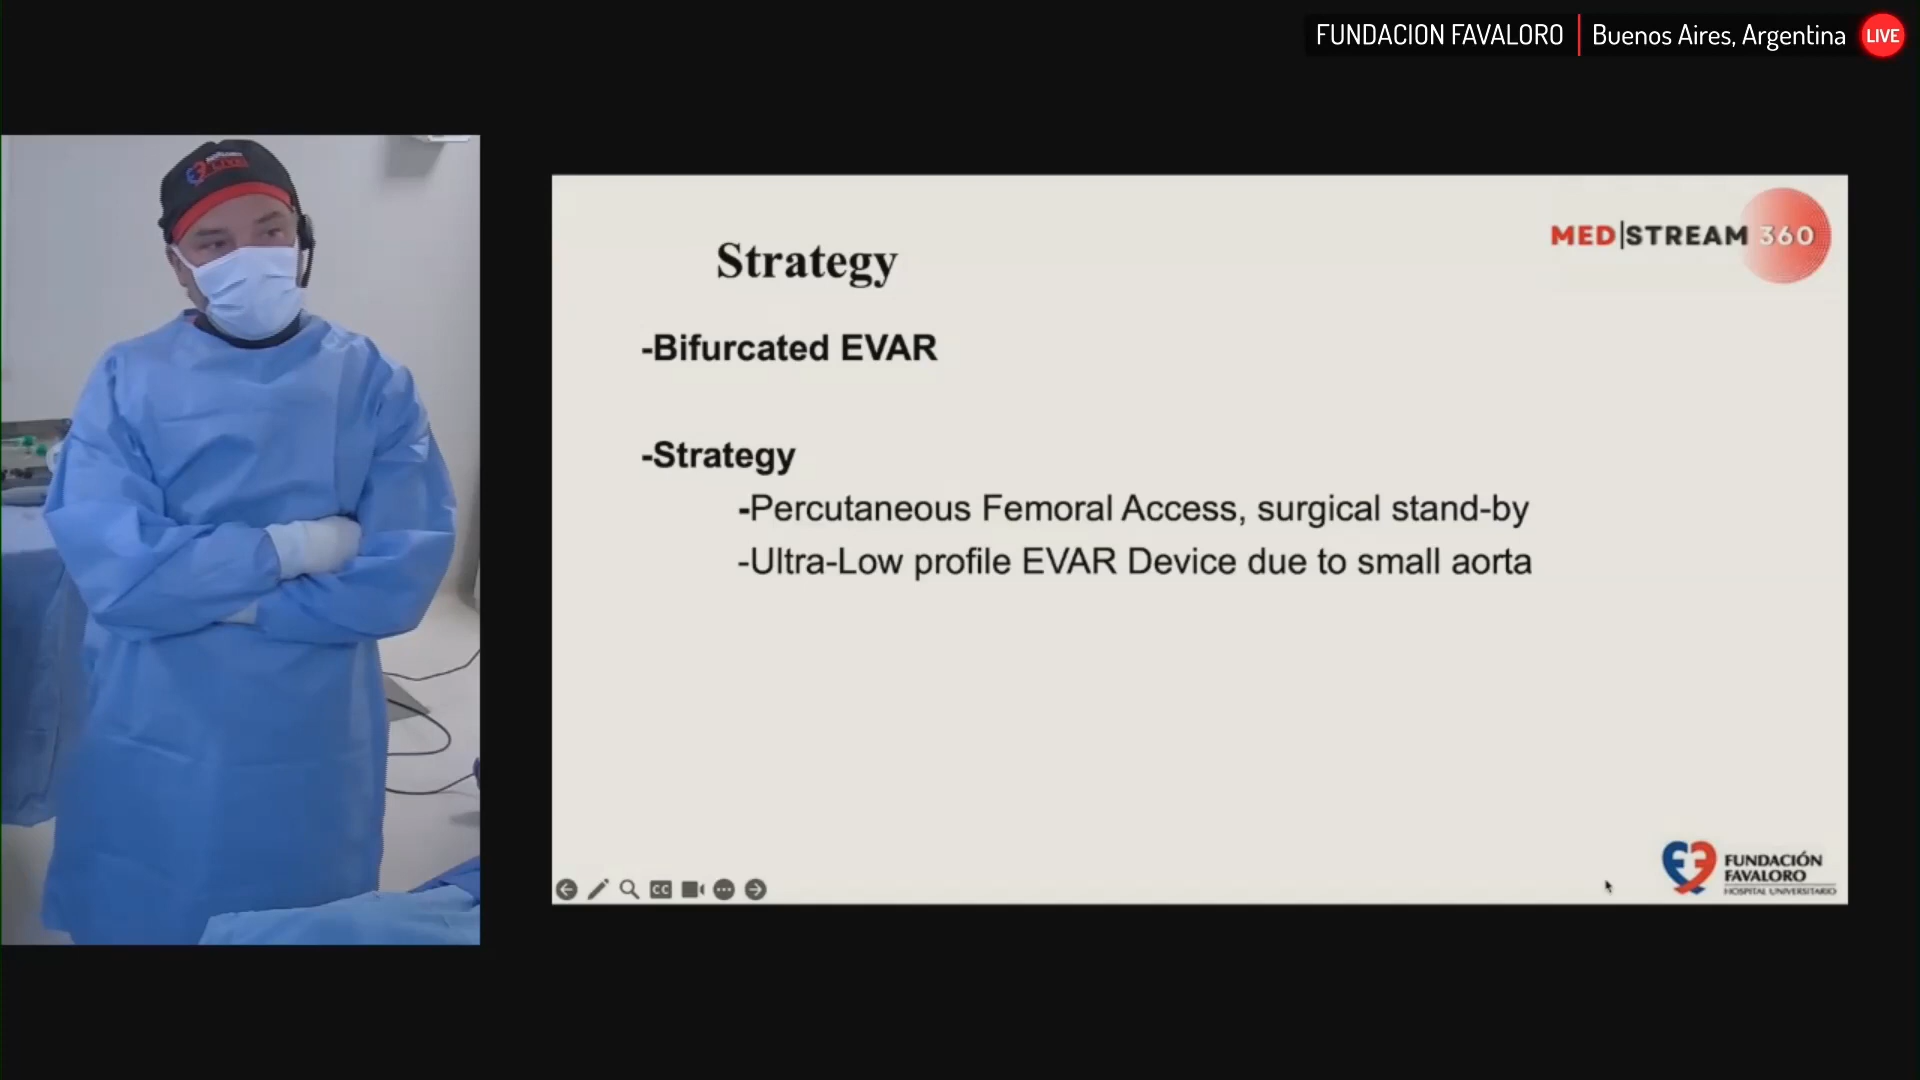 FUNDACION FAVALORO | Buenos Aires, Argentina LIVE
MED|STREAM 360
Strategy
-Bifurcated EVAR
-Strategy
-Percutaneous Femoral Access, surgical stand-by
-Ultra-Low profile EVAR Device due to small aorta
CC
FUNDACIÓN
FAVALORO
HOSPITAL UNIVERSITARIO